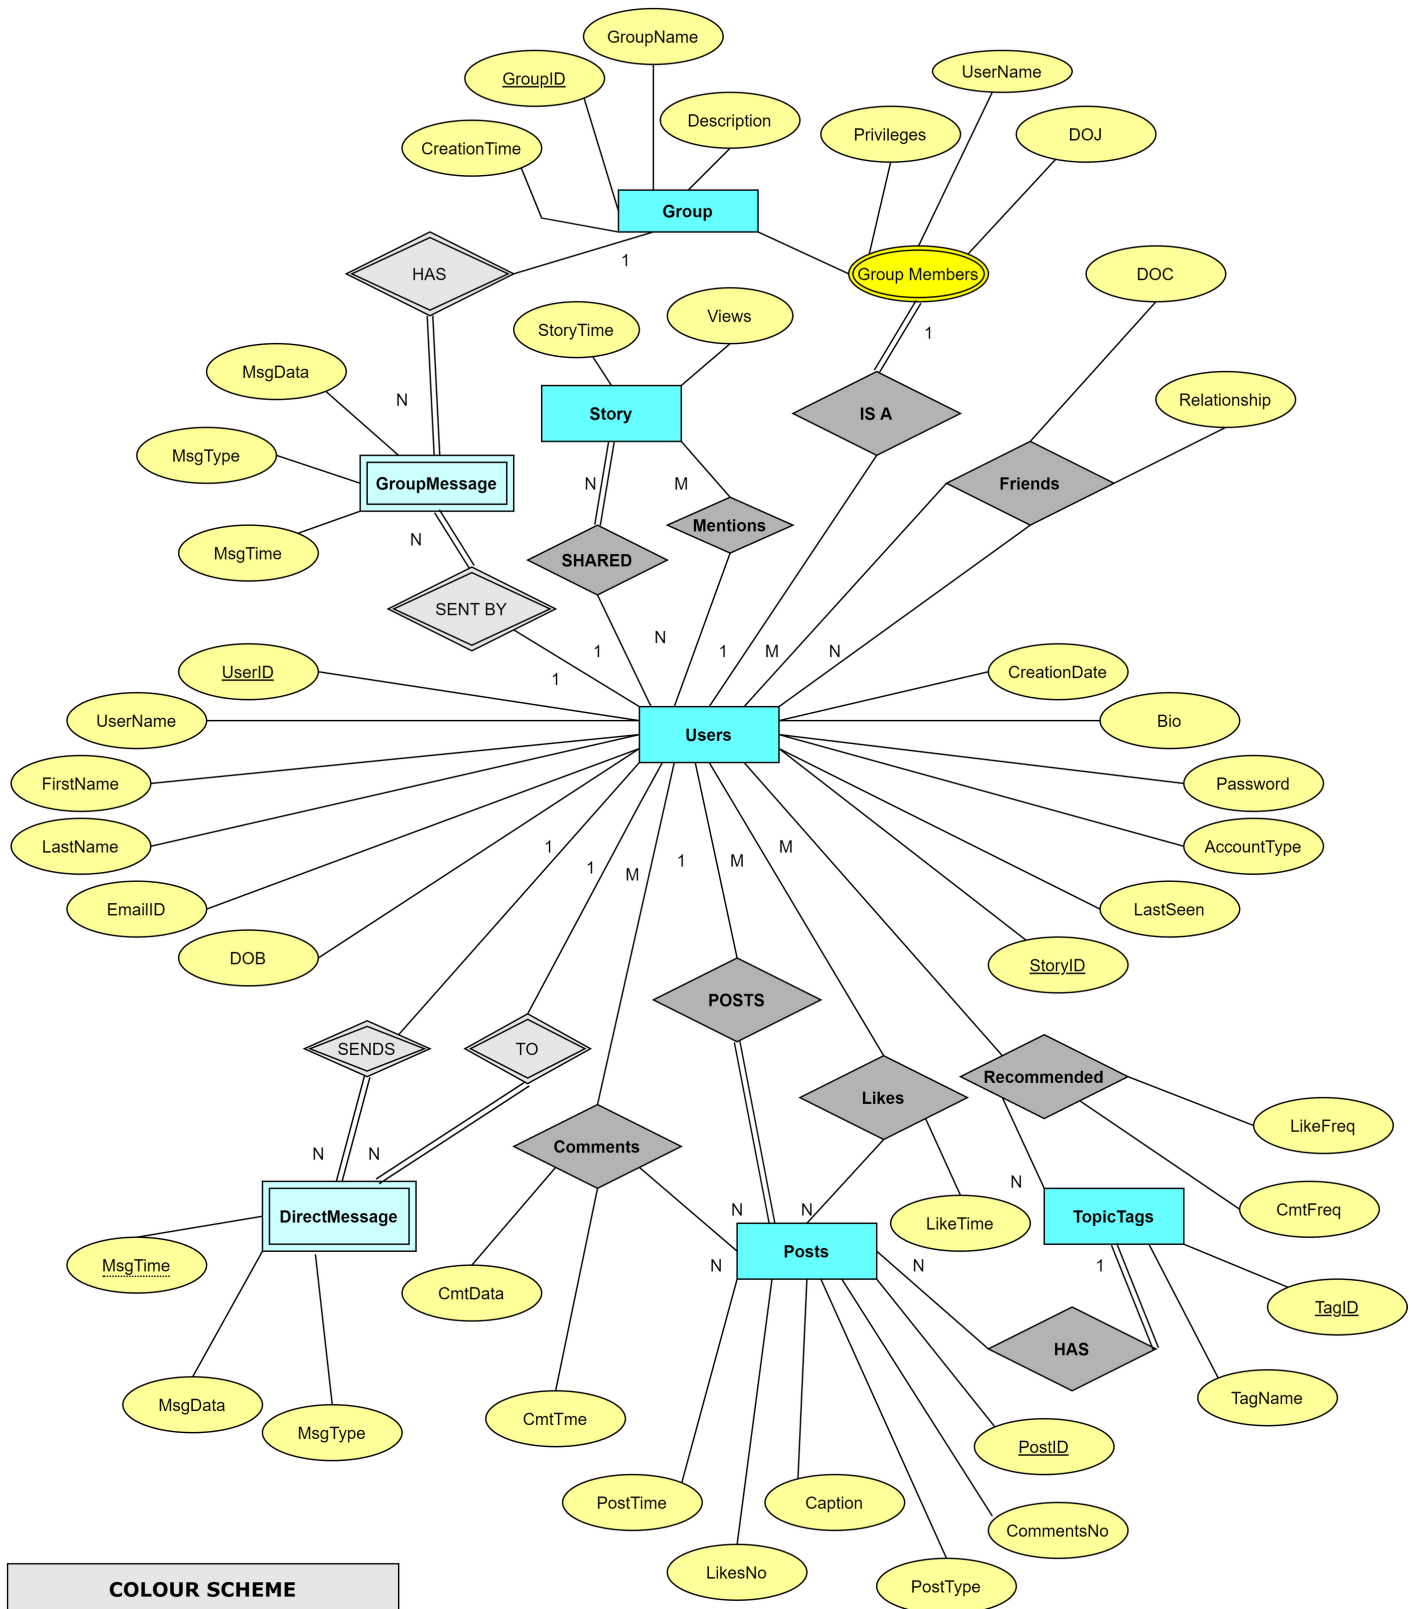 GroupName
UserName
GroupID
Description
Privileges
DOJ
CreationTime
Group
1
HAS
Group Members
DOC
StoryTime
Views
1
MsgData
N
Story
IS A
Relationship
MsgType
GroupMessage
N
M
Friends
Mentions
MsgTime
N
SHARED
SENT BY
N
1
1
M
N
UserID
1
CreationDate
UserName
Users
Bio
FirstName
Password
LastName
1
1
M
1
M
M
AccountType
EmailID
LastSeen
DOB
StoryID
POSTS
SENDS
TO
Recommended
Likes
LikeFreq
Comments
N
N
N
N
N
LikeTime
CmtFreq
DirectMessage
TopicTags
Posts
MsgTime
N
N
1
CmtData
TagID
HAS
MsgData
TagName
CmtTme
MsgType
PostID
PostTime
Caption
CommentsNo
LikesNo
PostType
COLOUR SCHEME